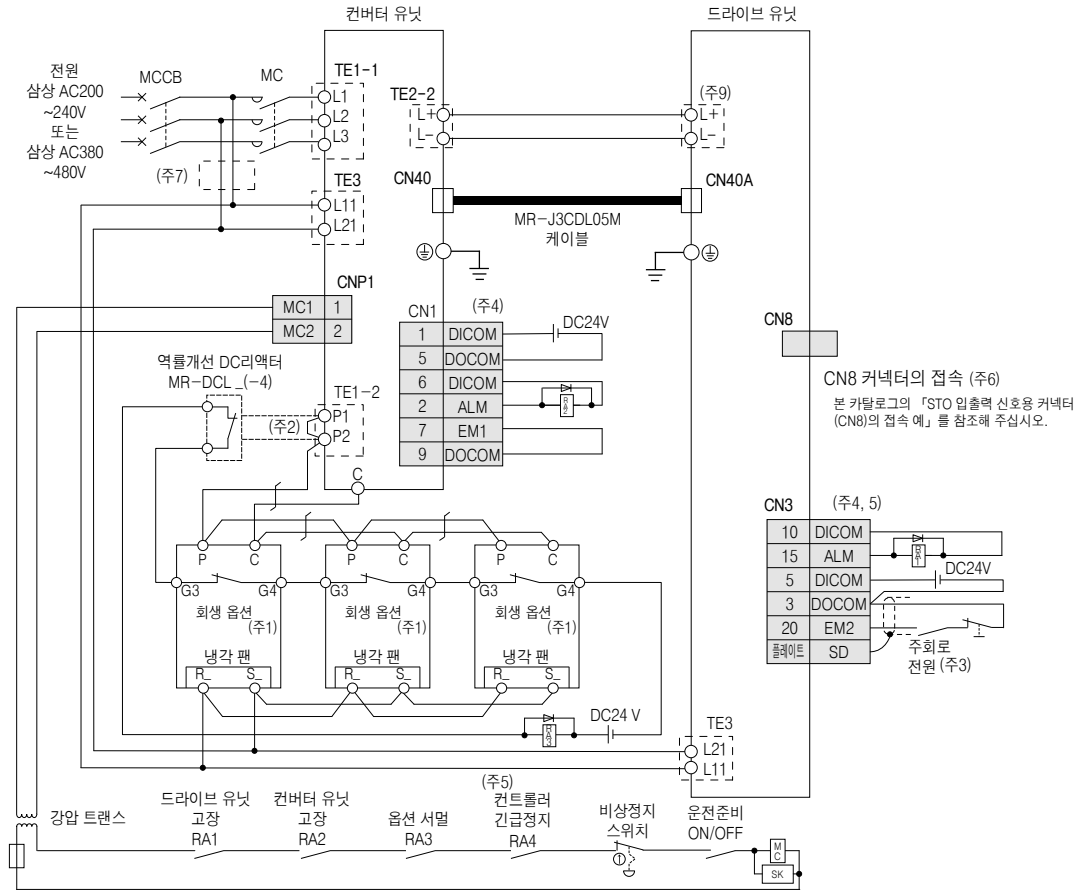 컨버터 유닛
드라이브 유닛
전원
삼상 AC200
~240V
또는
삼상 AC380
~480V
MCCB
MC
TE1-1
L1
L2
L3
(주7)
TE3
L11
L21
TE2-2
L+
L-
(주9)
L+
L-
CN40
CN40A
MR-J3CDL05M
케이블
CNP1
MC1 1
MC2 2
CN1 (주4)
1 DICOM
5 DOCOM
6 DICOM
2 ALM
7 EM1
9 DOCOM
DC24V
RA2
CN8
CN8 커넥터의 접속 (주6)
본 카탈로그의 「STO 입출력 신호용 커넥터
(CN8)의 접속 예」를 참조해 주십시오.
역률개선 DC리액터
MR-DCL_(-4)
(주2)
TE1-2
P1
P2
C
P C P C P C
G3 G4 G3 G4 G3 G4
회생 옵션 회생 옵션 회생 옵션
(주1) (주1) (주1)
냉각 팬 냉각 팬 냉각 팬
R_ S_ R_ S_ R_ S_
RA3
DC24 V
CN3 (주4, 5)
10 DICOM
15 ALM
5 DICOM
3 DOCOM
20 EM2
플레이트 SD
RA1
DC24V
주회로
전원 (주3)
TE3
L21
L11
강압 트랜스
드라이브 유닛
고장
RA1
컨버터 유닛
고장
RA2
옵션 서멀
RA3
(주5)
컨트롤러
긴급정지
RA4
비상정지
스위치
운전준비
ON/OFF
MC
SK